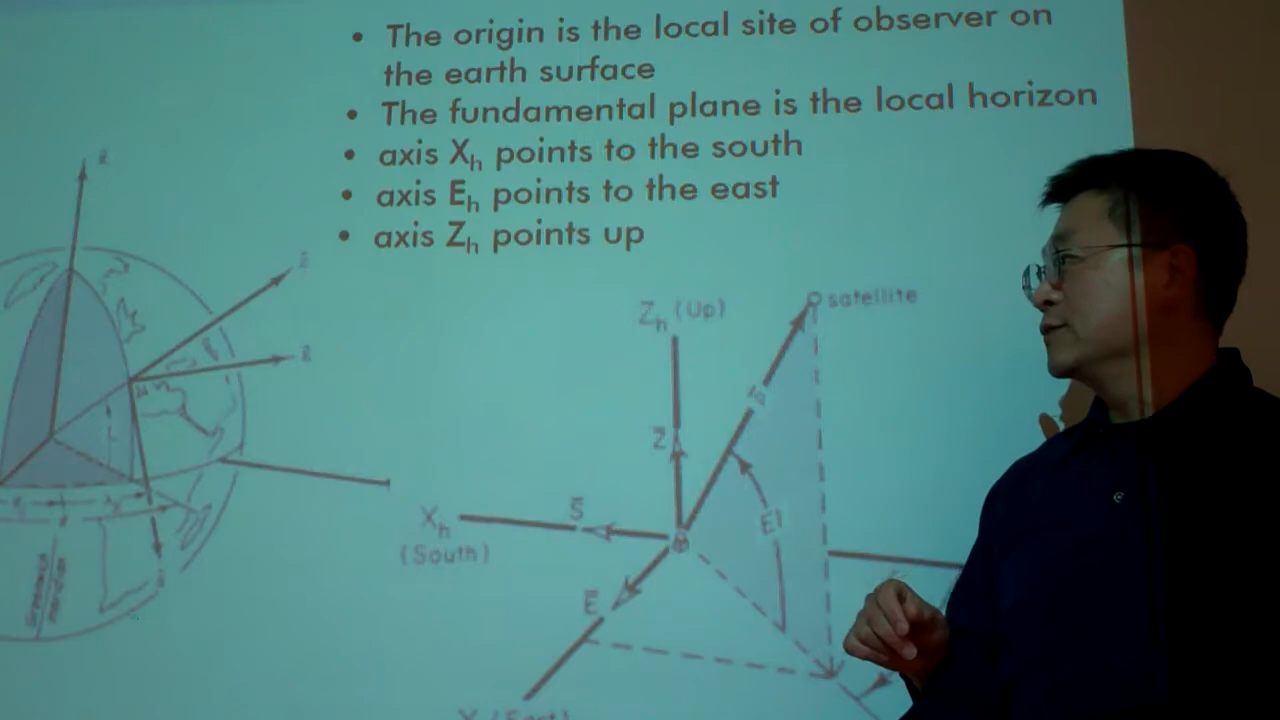 • The origin is the local site of observer on
the earth surface
• The fundamental plane is the local horizon
• axis Xh points to the south
• axis Eh points to the east
• axis Zh points up
Zh (Up)
satellite
Z
El
S
Xh
(South)
E